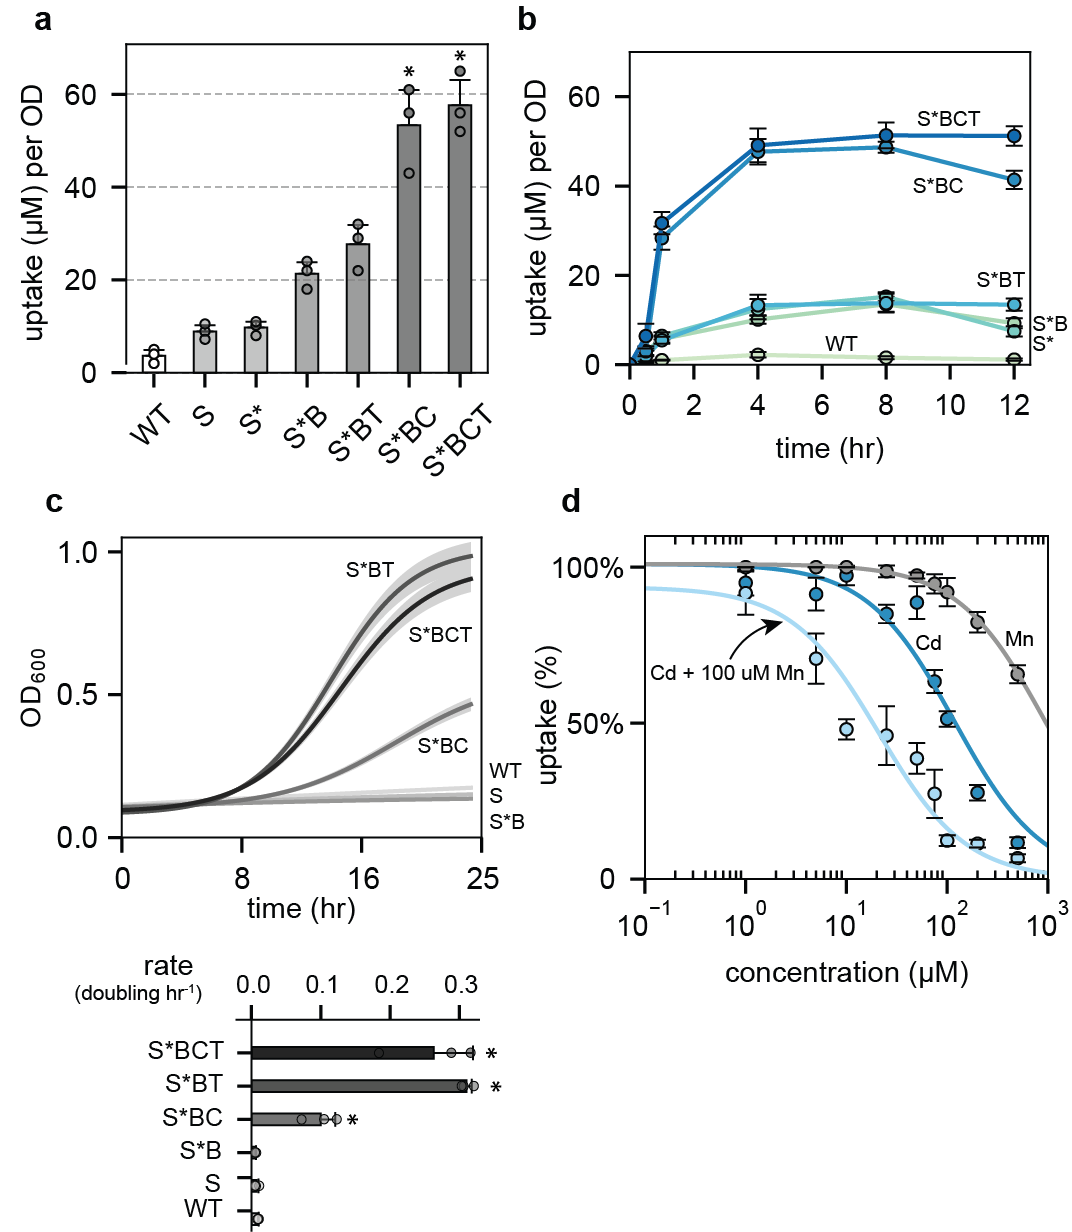 a
uptake (µM) per OD
60
40
20
0
*
*
WT
S
S*
S*B
S*BT
S*BC
S*BCT
b
uptake (µM) per OD
60
40
20
0
S*BCT
S*BC
S*BT
S*B
S*
WT
0 2 4 6 8 10 12
time (hr)
c
OD600
1.0
0.5
0.0
S*BT
S*BCT
S*BC
WT
S
S*B
0 8 16 25
time (hr)
rate
(doubling hr-1)
0.0 0.1 0.2 0.3
S*BCT *
S*BT *
S*BC *
S*B
S
WT
d
uptake (%)
100%
50%
0
Cd
Mn
Cd + 100 uM Mn
10−1 100 101 102 103
concentration (µM)